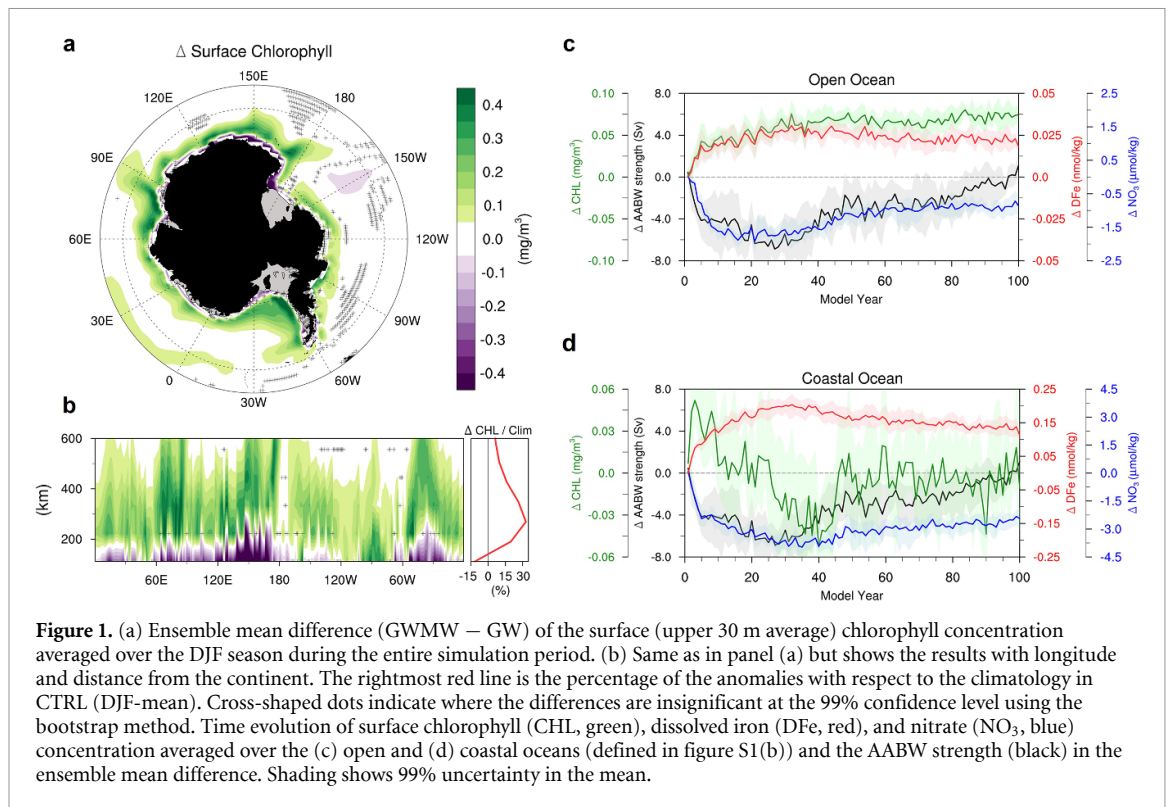 a
Δ Surface Chlorophyll
150E
120E
180
90E
150W
60E
120W
30E
90W
0
60W
30W
0.4
0.3
0.2
0.1
0.0
-0.1
-0.2
-0.3
-0.4
(mg/m³)
b
Δ CHL / Clim
600
400
200
(km)
60E 120E 180 120W 60W
-15 0 15 30
(%)
c
Open Ocean
0.10
0.05
0.0
-0.05
-0.10
Δ CHL (mg/m³)
8.0
4.0
0.0
-4.0
-8.0
Δ AABW strength (Sv)
0.05
0.025
0.0
-0.025
-0.05
Δ DFe (nmol/kg)
2.5
1.5
0.5
-0.5
-1.5
-2.5
Δ NO₃ (μmol/kg)
0 20 40 60 80 100
Model Year
d
Coastal Ocean
0.06
0.03
0.0
-0.03
-0.06
Δ CHL (mg/m³)
8.0
4.0
0.0
-4.0
-8.0
Δ AABW strength (Sv)
0.25
0.15
0.05
-0.05
-0.15
-0.25
Δ DFe (nmol/kg)
4.5
3.0
1.5
0.0
-1.5
-3.0
-4.5
Δ NO₃ (μmol/kg)
0 20 40 60 80 100
Model Year
Figure 1. (a) Ensemble mean difference (GWMW − GW) of the surface (upper 30 m average) chlorophyll concentration
averaged over the DJF season during the entire simulation period. (b) Same as in panel (a) but shows the results with longitude
and distance from the continent. The rightmost red line is the percentage of the anomalies with respect to the climatology in
CTRL (DJF-mean). Cross-shaped dots indicate where the differences are insignificant at the 99% confidence level using the
bootstrap method. Time evolution of surface chlorophyll (CHL, green), dissolved iron (DFe, red), and nitrate (NO₃, blue)
concentration averaged over the (c) open and (d) coastal oceans (defined in figure S1(b)) and the AABW strength (black) in the
ensemble mean difference. Shading shows 99% uncertainty in the mean.